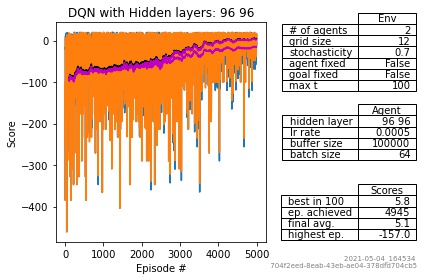 DQN with Hidden layers: 96 96
Score
0
−100
−200
−300
−400
0 1000 2000 3000 4000 5000
Episode #
Env
# of agents 2
grid size 12
stochasticity 0.7
agent fixed False
goal fixed False
max t 100
Agent
hidden layer 96 96
lr rate 0.0005
buffer size 100000
batch size 64
Scores
best in 100 5.8
ep. achieved 4945
final avg. 5.1
highest ep. -157.0
2021-05-04_164534
704f2eed-8eab-43eb-ae04-378dfd704cb5